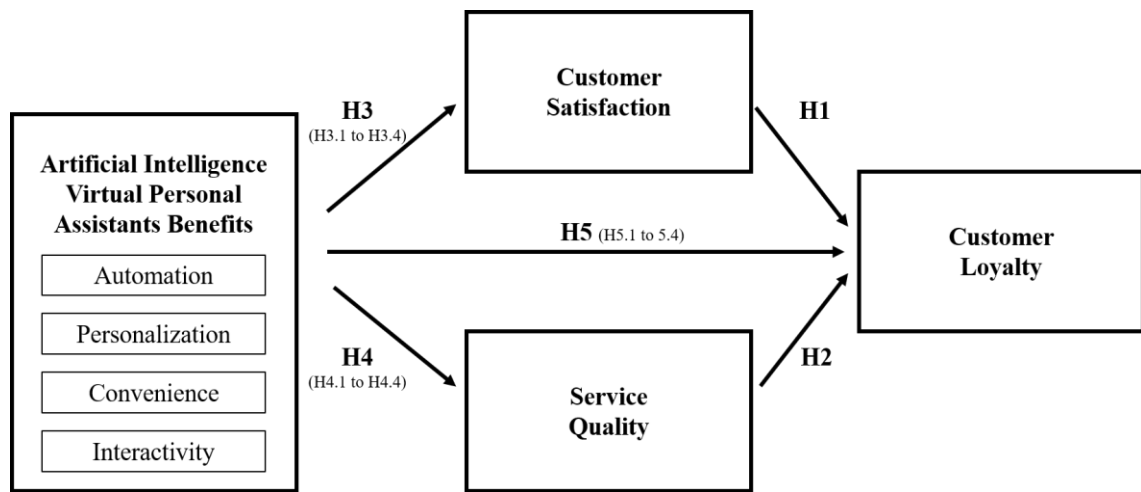 Customer
Satisfaction
H3
(H3.1 to H3.4)
H1
Artificial Intelligence
Virtual Personal
Assistants Benefits
Automation
Personalization
Convenience
Interactivity
H5 (H5.1 to 5.4)
Customer
Loyalty
H4
(H4.1 to H4.4)
H2
Service
Quality